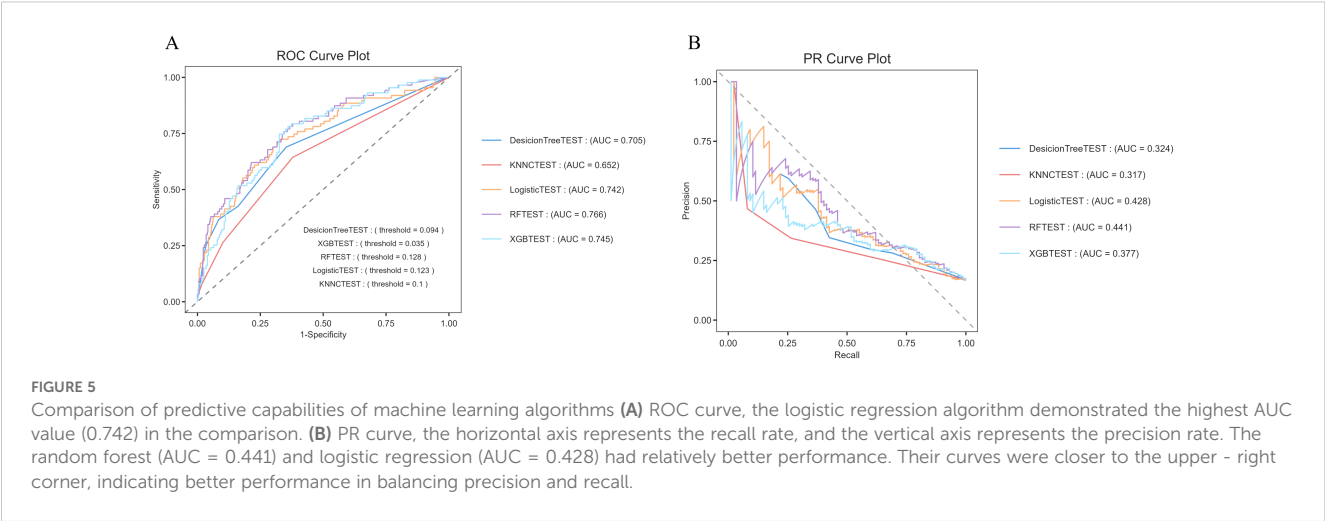 A
ROC Curve Plot
1.00
0.75
0.50
0.25
0.00
Sensitivity
0.00 0.25 0.50 0.75 1.00
1-Specificity
DesicionTreeTEST : ( threshold = 0.094 )
XGBTEST : ( threshold = 0.035 )
RFTEST : ( threshold = 0.128 )
LogisticTEST : ( threshold = 0.123 )
KNNCTEST : ( threshold = 0.1 )
DesicionTreeTEST : (AUC = 0.705)
KNNCTEST : (AUC = 0.652)
LogisticTEST : (AUC = 0.742)
RFTEST : (AUC = 0.766)
XGBTEST : (AUC = 0.745)
B
PR Curve Plot
1.00
0.75
0.50
0.25
0.00
Precision
0.00 0.25 0.50 0.75 1.00
Recall
DesicionTreeTEST : (AUC = 0.324)
KNNCTEST : (AUC = 0.317)
LogisticTEST : (AUC = 0.428)
RFTEST : (AUC = 0.441)
XGBTEST : (AUC = 0.377)
FIGURE 5
Comparison of predictive capabilities of machine learning algorithms (A) ROC curve, the logistic regression algorithm demonstrated the highest AUC
value (0.742) in the comparison. (B) PR curve, the horizontal axis represents the recall rate, and the vertical axis represents the precision rate. The
random forest (AUC = 0.441) and logistic regression (AUC = 0.428) had relatively better performance. Their curves were closer to the upper - right
corner, indicating better performance in balancing precision and recall.